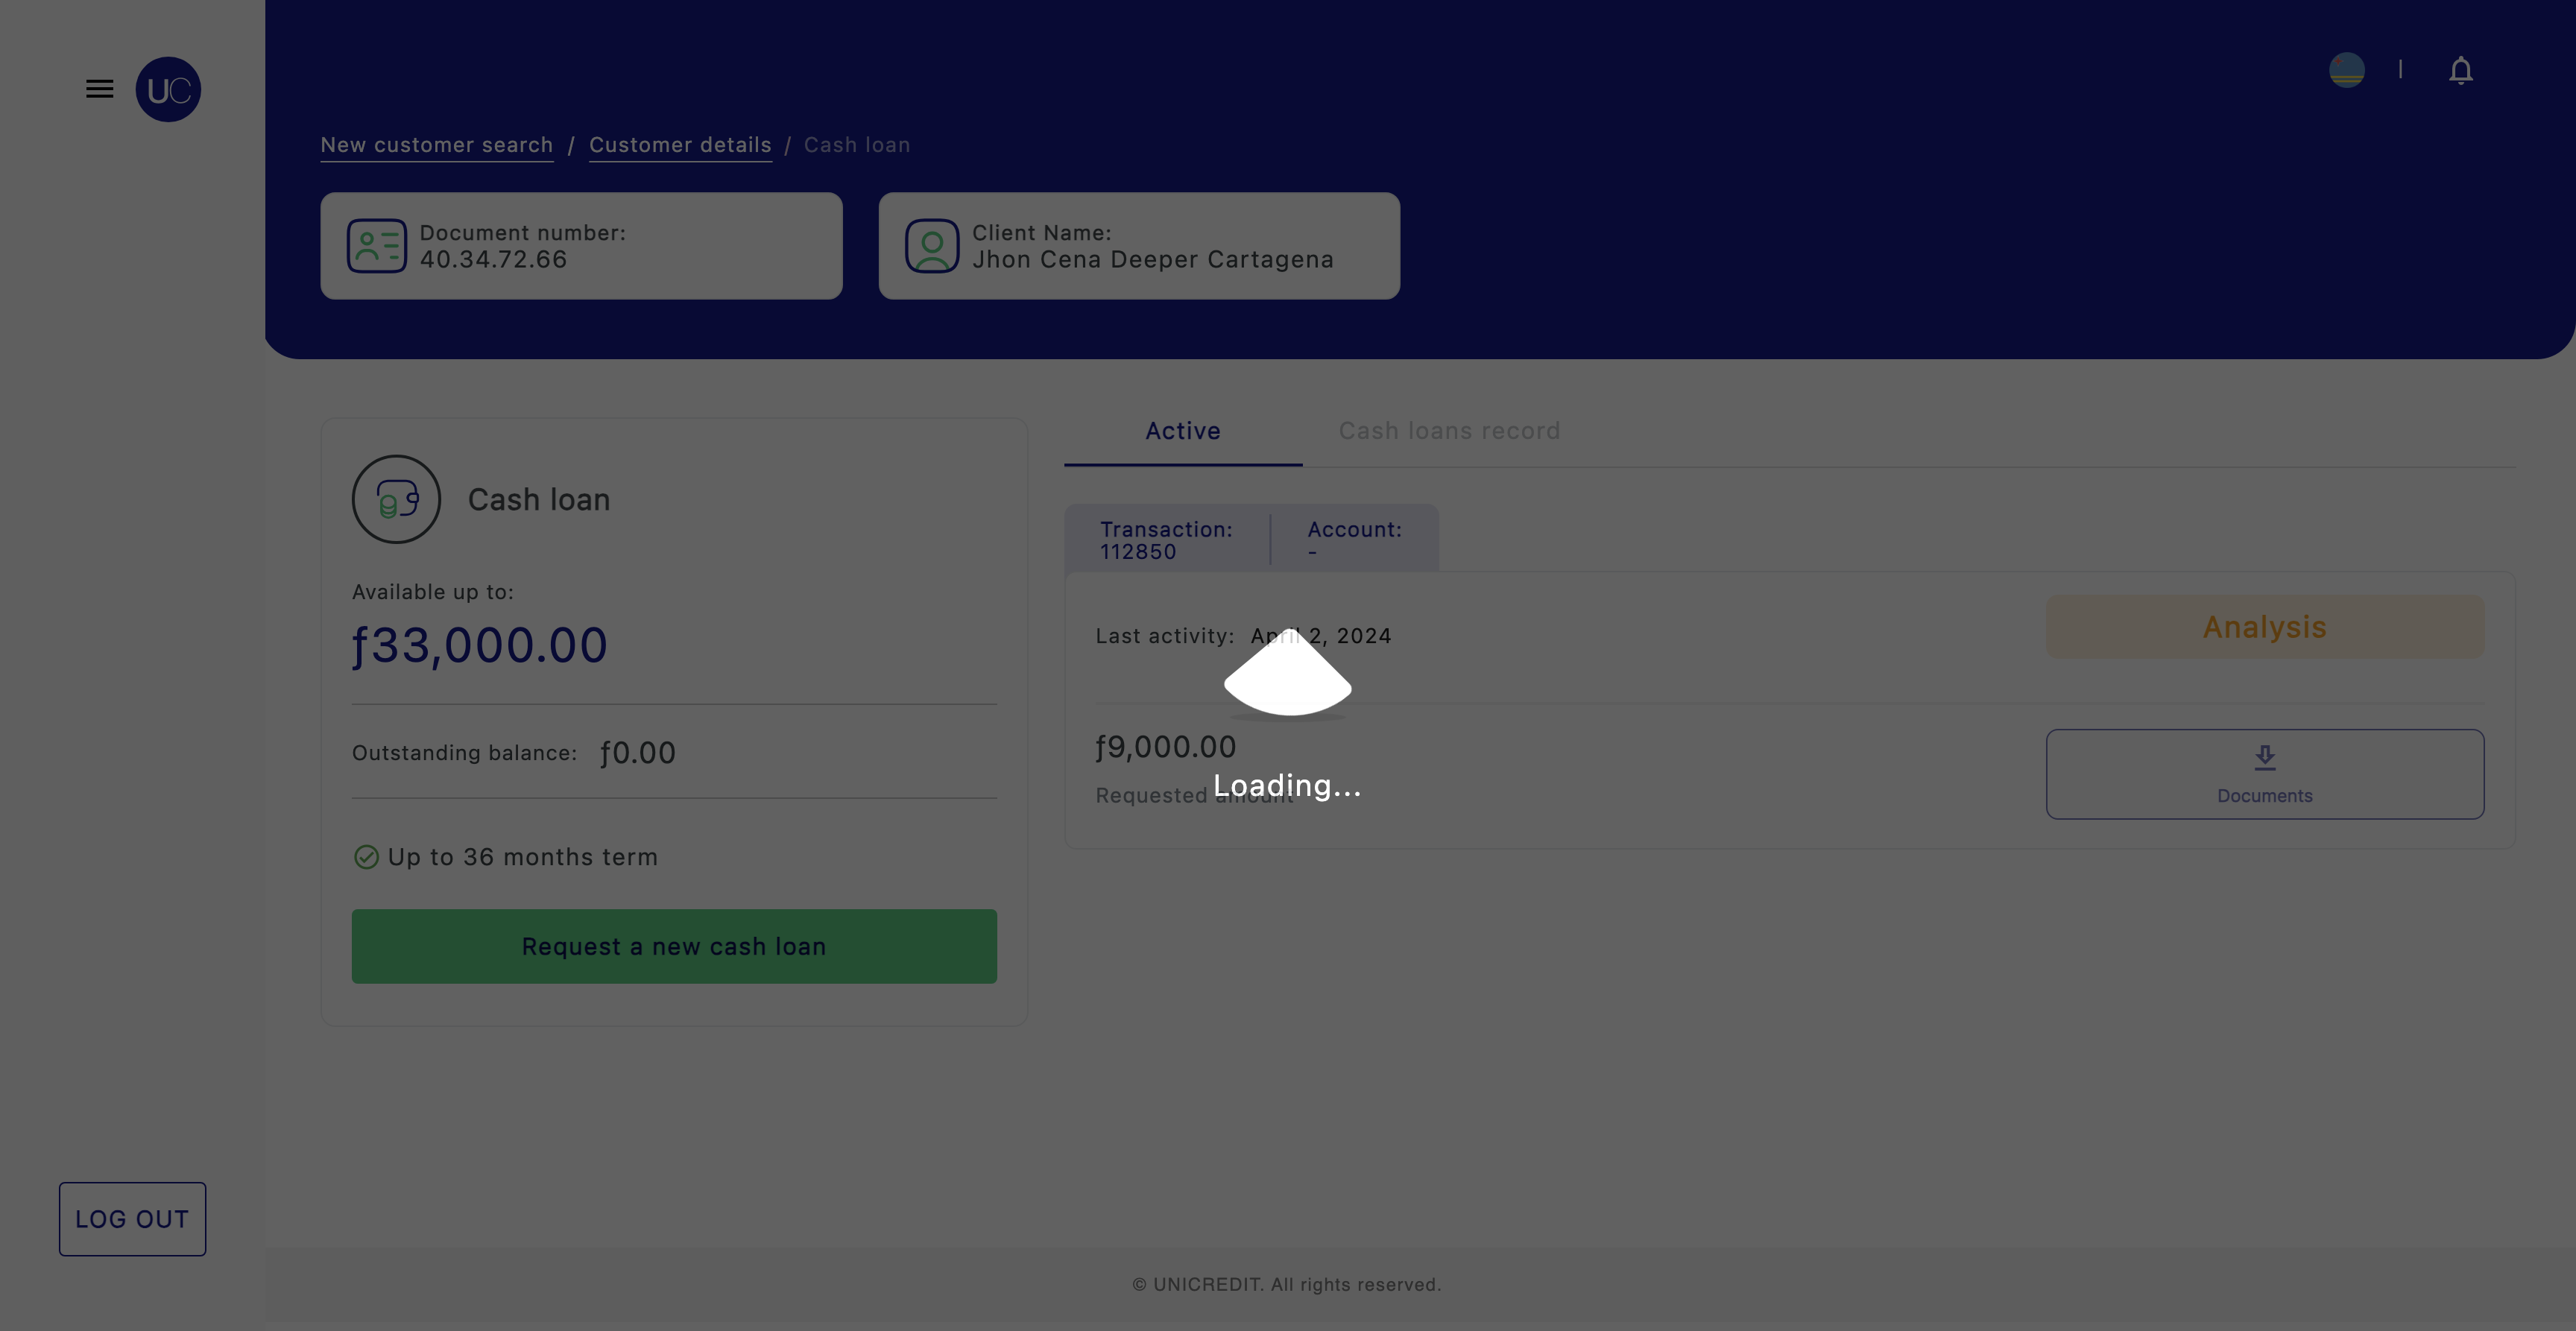 UC
New customer search / Customer details / Cash loan
Document number:
40.34.72.66
Client Name:
Jhon Cena Deeper Cartagena
Cash loan
Available up to:
ƒ33,000.00
Outstanding balance: ƒ0.00
Up to 36 months term
Request a new cash loan
Active
Cash loans record
Transaction:
112850
Account:
-
Last activity: April 2, 2024
Analysis
ƒ9,000.00
Requested amount
Documents
Loading...
LOG OUT
© UNICREDIT. All rights reserved.